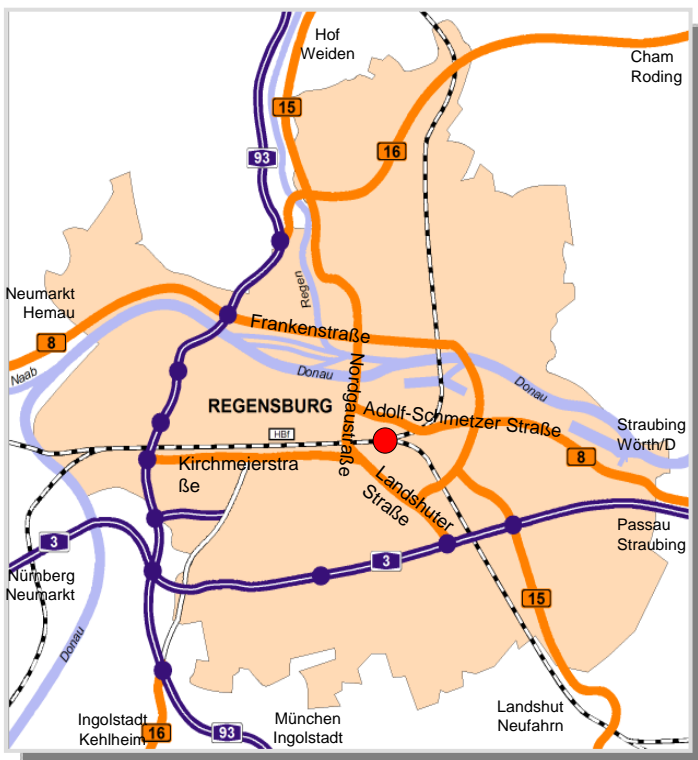 Hof
Weiden
Cham
Roding
15
16
93
Neumarkt
Hemau
8
Naab
Regen
Frankenstraße
Donau
Nordgaustraße
Donau
REGENSBURG
HBf
Adolf-Schmetzer Straße
Straubing
Wörth/D
8
Kirchmeierstra
ße
Landshuter
Straße
3
3
Passau
Straubing
Nürnberg
Neumarkt
15
Donau
Ingolstadt
Kehlheim
16
93
München
Ingolstadt
Landshut
Neufahrn